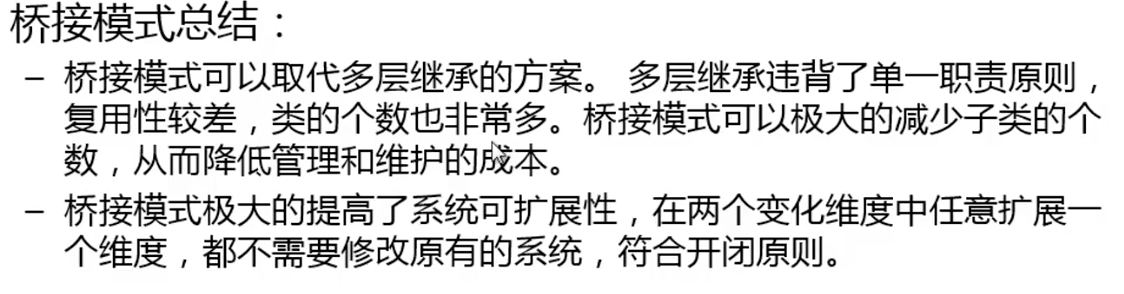 桥接模式总结：
– 桥接模式可以取代多层继承的方案。 多层继承违背了单一职责原则，
复用性较差，类的个数也非常多。桥接模式可以极大的减少子类的个
数，从而降低管理和维护的成本。
– 桥接模式极大的提高了系统可扩展性，在两个变化维度中任意扩展一
个维度，都不需要修改原有的系统，符合开闭原则。